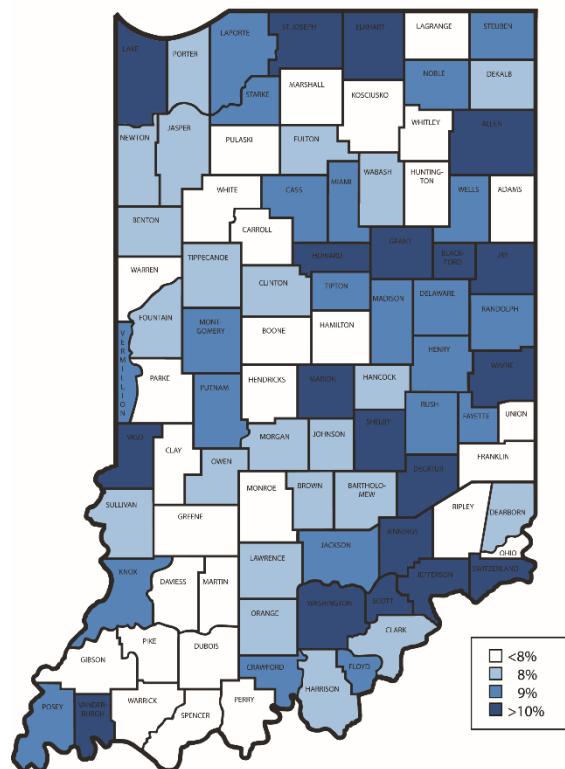 LAKE
PORTER
LAPORTE
ST. JOSEPH
ELKHART
LAGRANGE
STEUBEN
NOBLE
DEKALB
STARKE
MARSHALL
KOSCIUSKO
WHITLEY
ALLEN
NEWTON
JASPER
PULASKI
FULTON
WABASH
HUNTING-
TON
WELLS
ADAMS
WHITE
CASS
MIAMI
BENTON
CARROLL
HOWARD
GRANT
BLACK-
FORD
JAY
WARREN
TIPPECANOE
CLINTON
TIPTON
MADISON
DELAWARE
RANDOLPH
FOUNTAIN
MONT-
GOMERY
BOONE
HAMILTON
HENRY
VERMILLION
PARKE
PUTNAM
HENDRICKS
MARION
HANCOCK
RUSH
FAYETTE
WAYNE
UNION
VIGO
CLAY
OWEN
MORGAN
JOHNSON
SHELBY
DECATUR
FRANKLIN
SULLIVAN
GREENE
MONROE
BROWN
BARTHOLO-
MEW
RIPLEY
DEARBORN
OHIO
JENNINGS
JACKSON
LAWRENCE
KNOX
DAVIESS
MARTIN
ORANGE
WASHINGTON
SCOTT
JEFFERSON
SWITZERLAND
CLARK
GIBSON
PIKE
DUBOIS
CRAWFORD
FLOYD
HARRISON
POSEY
VANDER-
BURGH
WARRICK
SPENCER
PERRY
<8%
8%
9%
>10%